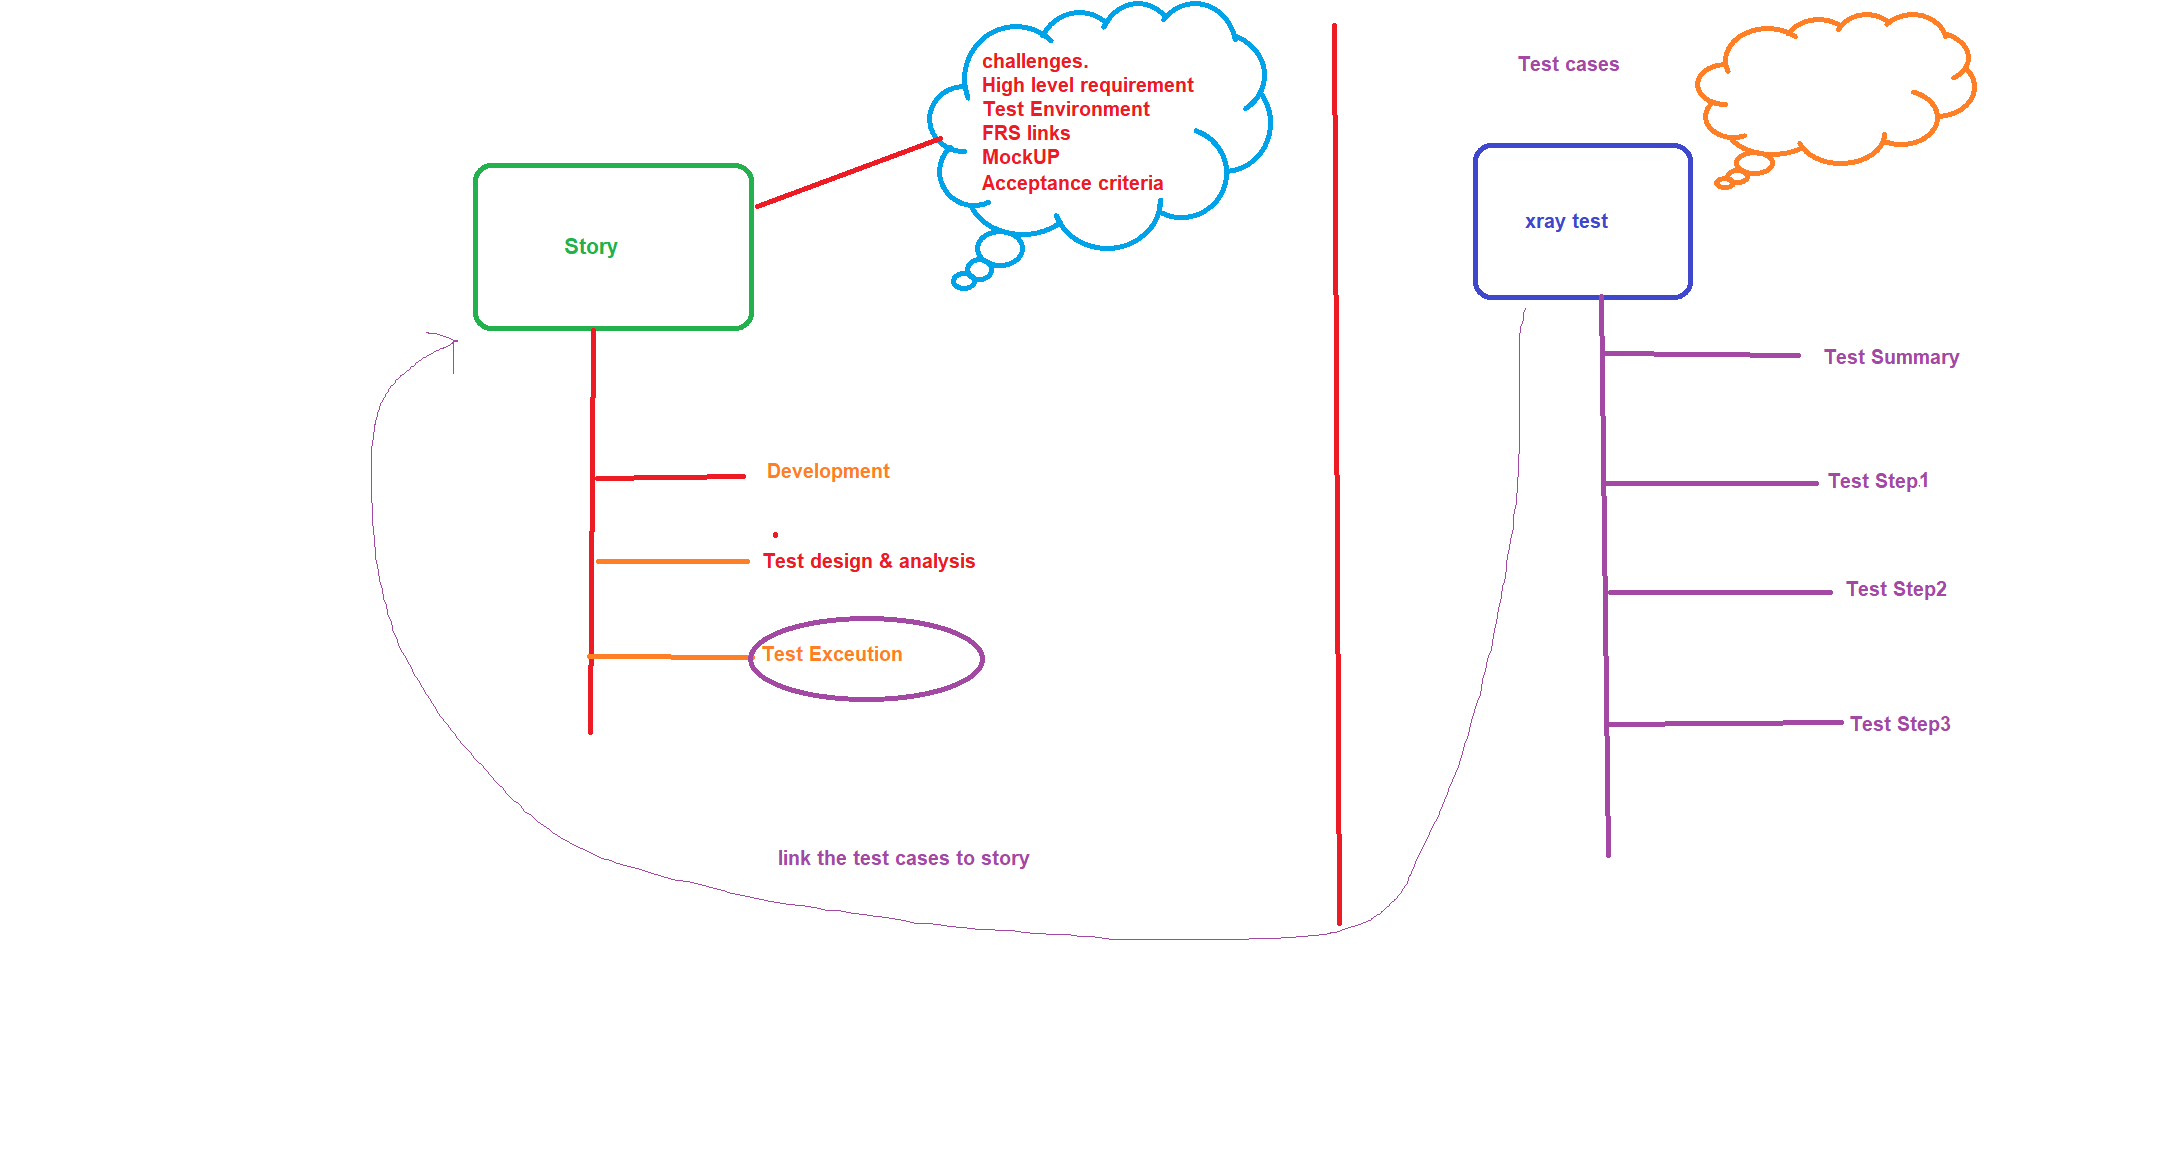 challenges.
High level requirement
Test Environment
FRS links
MockUP
Acceptance criteria
Story
Development
Test design & analysis
Test Exceution
link the test cases to story
Test cases
xray test
Test Summary
Test Step1
Test Step2
Test Step3